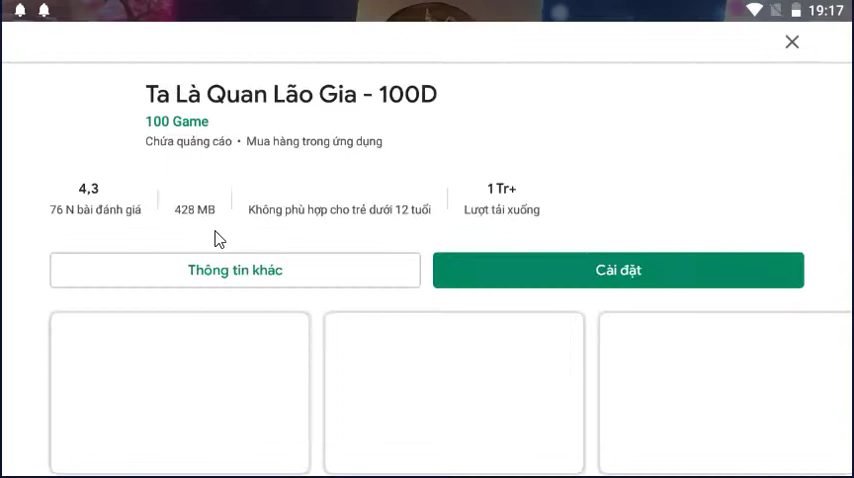 19:17
Ta Là Quan Lão Gia - 100D
100 Game
Chứa quảng cáo • Mua hàng trong ứng dụng
4,3 428 MB Không phù hợp cho trẻ dưới 12 tuổi 1 Tr+
76 N bài đánh giá Lượt tải xuống
Thông tin khác Cài đặt